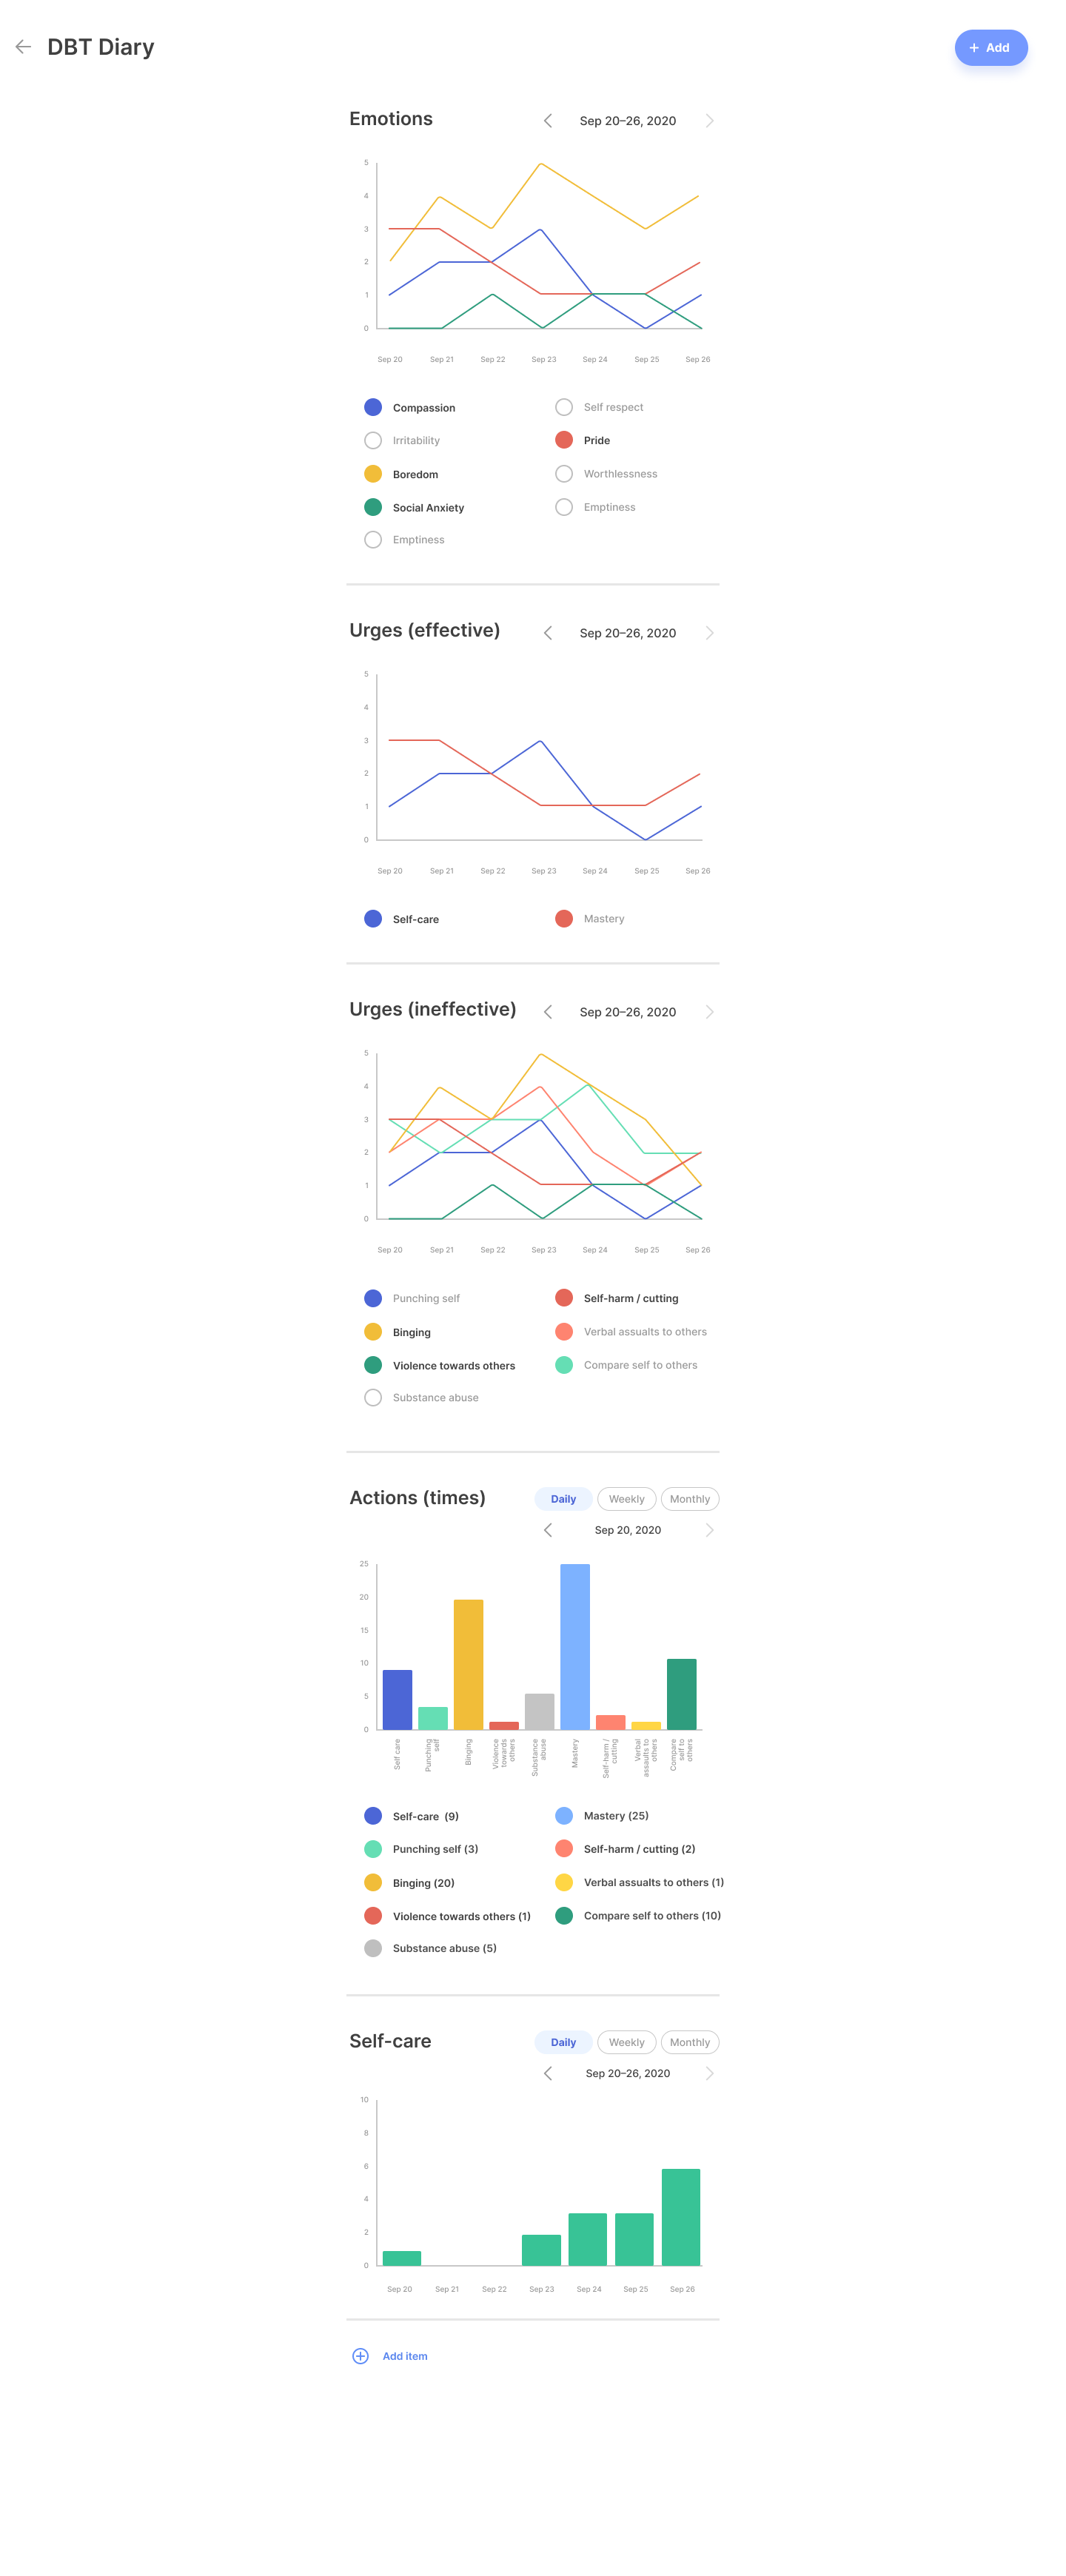 DBT Diary
+ Add
Emotions
Sep 20–26, 2020
5
4
3
2
1
0
Sep 20 Sep 21 Sep 22 Sep 23 Sep 24 Sep 25 Sep 26
Compassion
Self respect
Irritability
Pride
Boredom
Worthlessness
Social Anxiety
Emptiness
Emptiness
Urges (effective)
Sep 20–26, 2020
5
4
3
2
1
0
Sep 20 Sep 21 Sep 22 Sep 23 Sep 24 Sep 25 Sep 26
Self-care
Mastery
Urges (ineffective)
Sep 20–26, 2020
5
4
3
2
1
0
Sep 20 Sep 21 Sep 22 Sep 23 Sep 24 Sep 25 Sep 26
Punching self
Self-harm / cutting
Binging
Verbal assualts to others
Violence towards others
Compare self to others
Substance abuse
Actions (times)
Daily
Weekly
Monthly
Sep 20, 2020
25
20
15
10
5
0
Self care
Punching
self
Binging
Violence
towards
others
Substance
abuse
Mastery
Self-harm /
cutting
Verbal
assaults to
others
Compare
self to
others
Self-care (9)
Mastery (25)
Punching self (3)
Self-harm / cutting (2)
Binging (20)
Verbal assualts to others (1)
Violence towards others (1)
Compare self to others (10)
Substance abuse (5)
Self-care
Daily
Weekly
Monthly
Sep 20–26, 2020
10
8
6
4
2
0
Sep 20 Sep 21 Sep 22 Sep 23 Sep 24 Sep 25 Sep 26
Add item